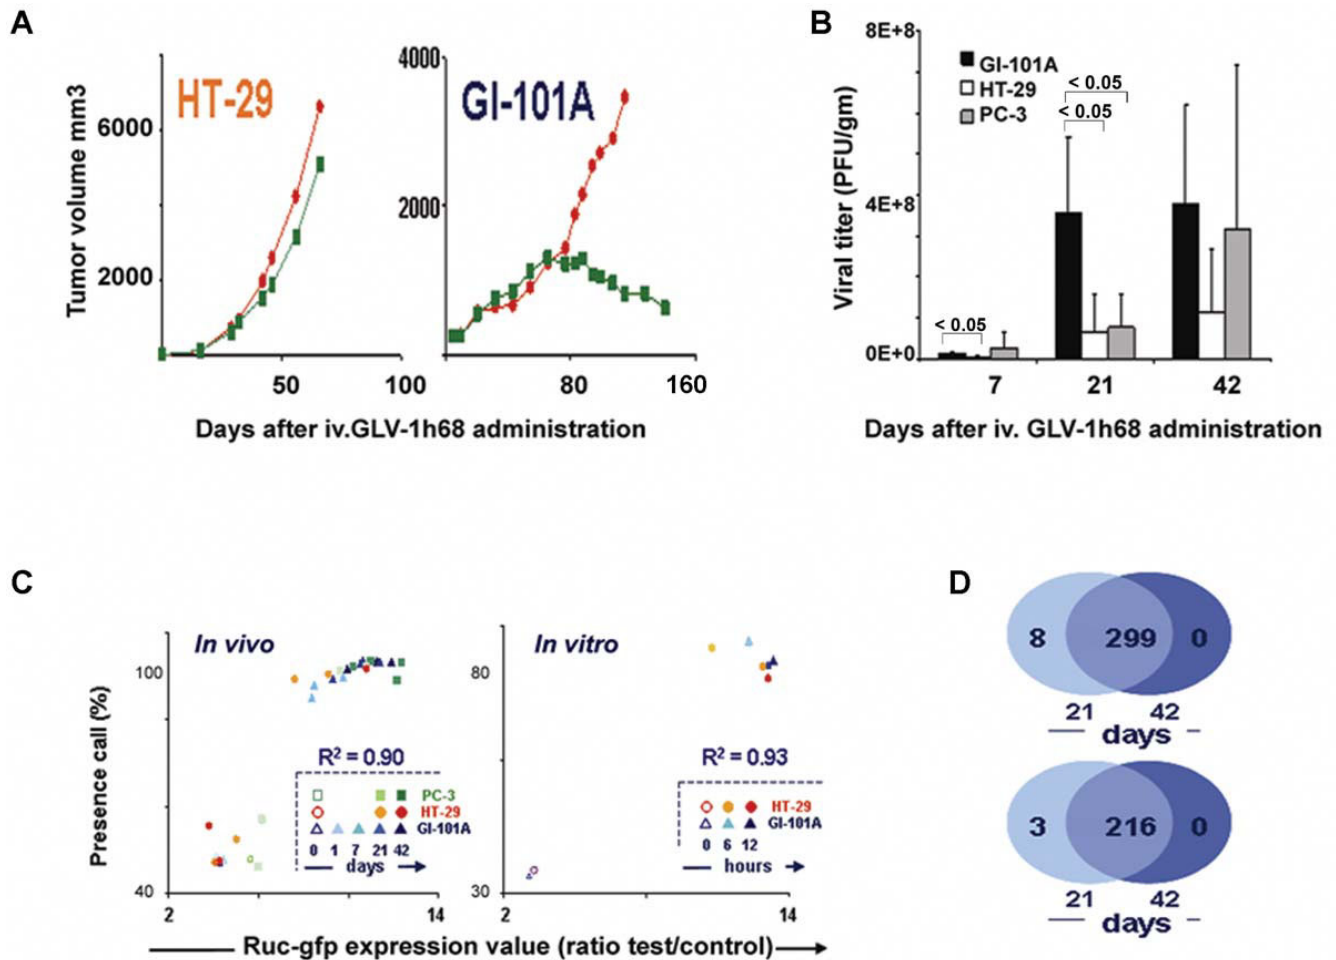 A
HT-29
GI-101A
Tumor volume mm3
6000
2000
50
100
4000
2000
80
160
Days after iv.GLV-1h68 administration
B
8E+8
4E+8
0E+0
Viral titer (PFU/gm)
GI-101A
HT-29
PC-3
< 0.05
< 0.05
< 0.05
7
21
42
Days after iv. GLV-1h68 administration
C
In vivo
100
40
Presence call (%)
R² = 0.90
PC-3
HT-29
GI-101A
0 1 7 21 42
days
2
14
In vitro
80
30
R² = 0.93
HT-29
GI-101A
0 6 12
hours
2
14
Ruc-gfp expression value (ratio test/control)
D
8 299 0
21 42
days
3 216 0
21 42
days